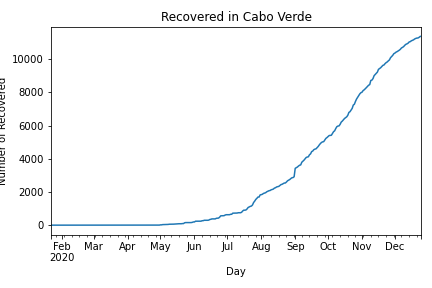 Recovered in Cabo Verde
Number of Recovered
10000
8000
6000
4000
2000
0
Feb Mar Apr May Jun Jul Aug Sep Oct Nov Dec
2020
Day